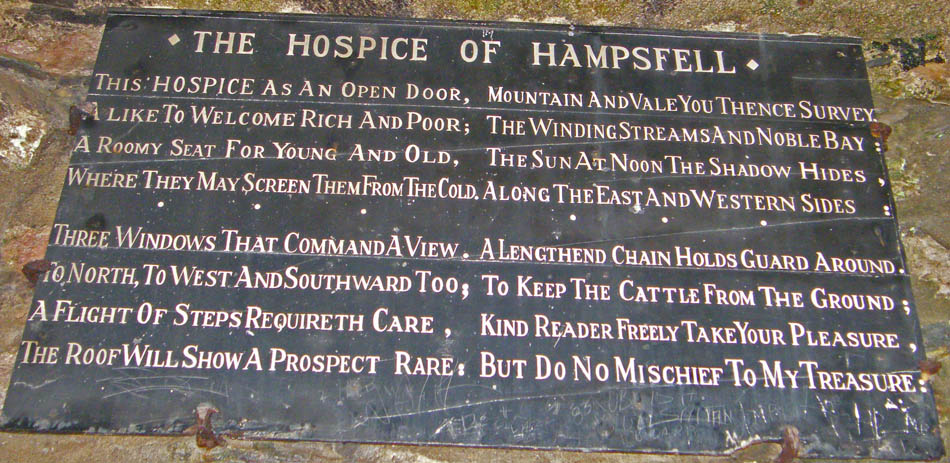 THE HOSPICE OF HAMPSFELL
THIS HOSPICE AS AN OPEN DOOR,
A LIKE TO WELCOME RICH AND POOR;
A ROOMY SEAT FOR YOUNG AND OLD,
WHERE THEY MAY SCREEN THEM FROM THE COLD.
THREE WINDOWS THAT COMMAND A VIEW.
TO NORTH, TO WEST AND SOUTHWARD TOO;
A FLIGHT OF STEPS REQUIRETH CARE,
THE ROOF WILL SHOW A PROSPECT RARE:
MOUNTAIN AND VALE YOU THENCE SURVEY,
THE WINDING STREAMS AND NOBLE BAY:
THE SUN AT NOON THE SHADOW HIDES,
ALONG THE EAST AND WESTERN SIDES:
A LENGTHEND CHAIN HOLDS GUARD AROUND.
TO KEEP THE CATTLE FROM THE GROUND;
KIND READER FREELY TAKE YOUR PLEASURE,
BUT DO NO MISCHIEF TO MY TREASURE: